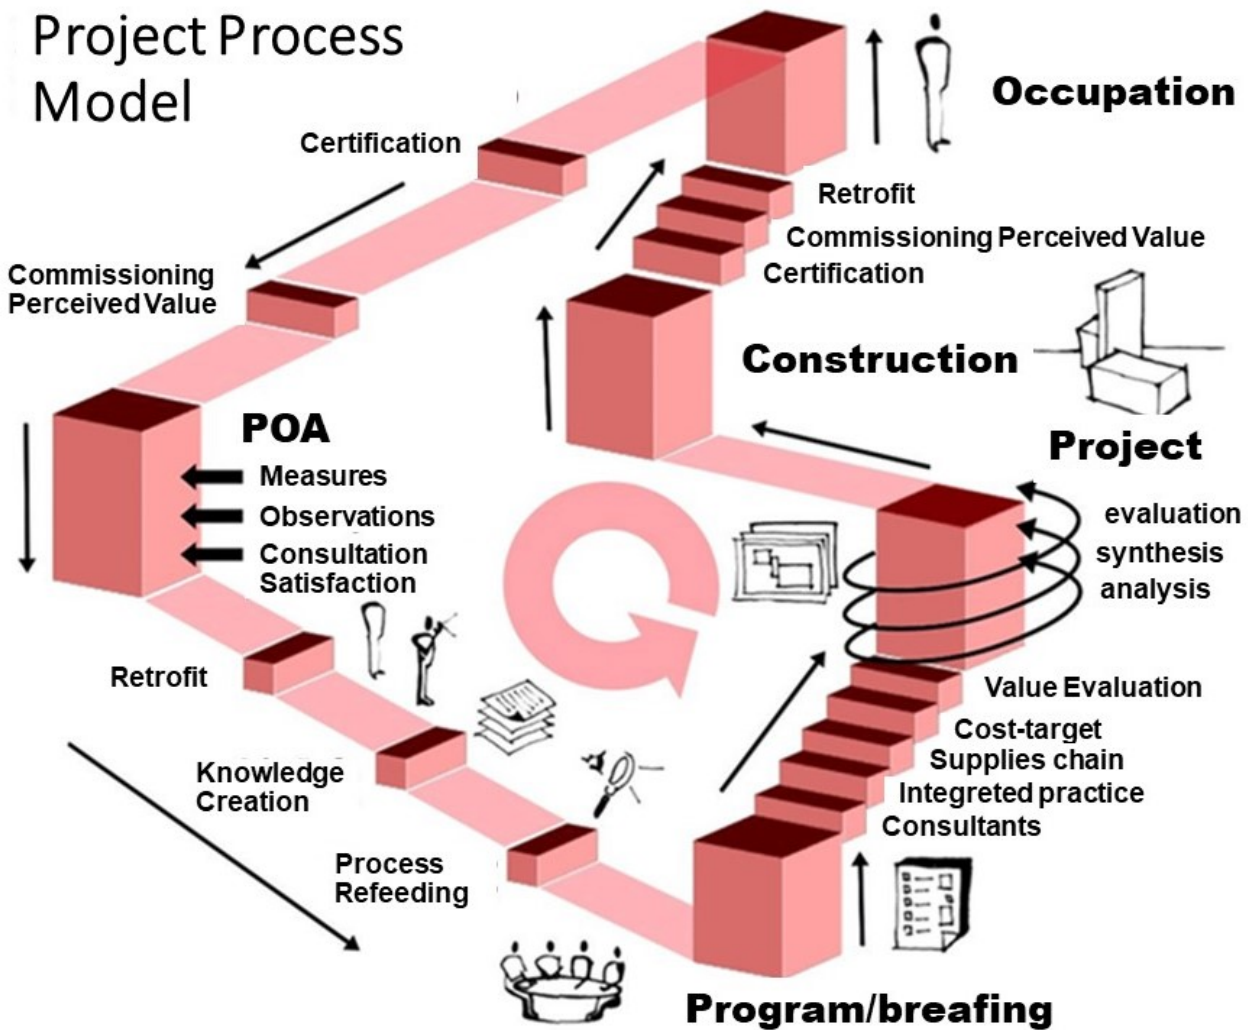 Project Process
Model
Occupation
Certification
Retrofit
Commissioning Perceived Value
Certification
Commissioning
Perceived Value
Construction
POA
Measures
Observations
Consultation
Satisfaction
Project
evaluation
synthesis
analysis
Retrofit
Value Evaluation
Cost-target
Supplies chain
Integreted practice
Consultants
Knowledge
Creation
Process
Refeeding
Program/breafing